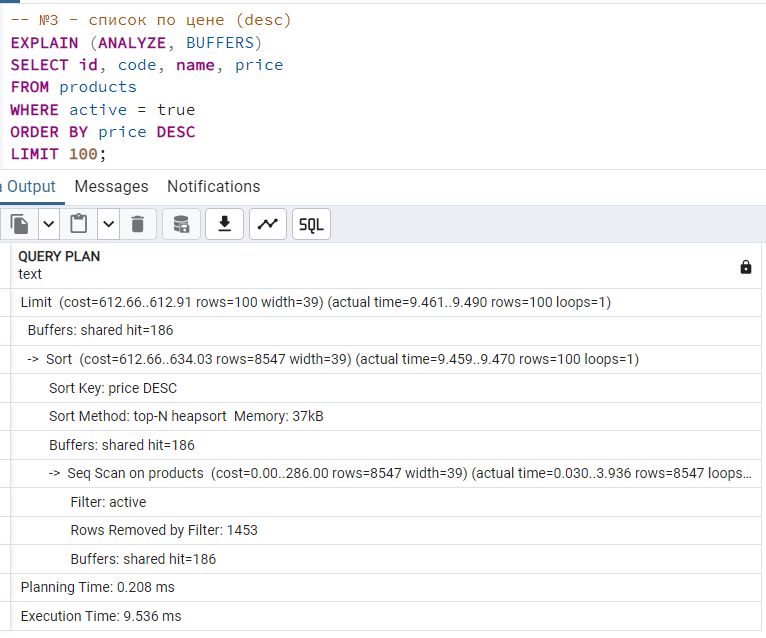 -- №3 - список по цене (desc)
EXPLAIN (ANALYZE, BUFFERS)
SELECT id, code, name, price
FROM products
WHERE active = true
ORDER BY price DESC
LIMIT 100;
Output Messages Notifications
SQL
QUERY PLAN
text
Limit (cost=612.66..612.91 rows=100 width=39) (actual time=9.461..9.490 rows=100 loops=1)
Buffers: shared hit=186
-> Sort (cost=612.66..634.03 rows=8547 width=39) (actual time=9.459..9.470 rows=100 loops=1)
Sort Key: price DESC
Sort Method: top-N heapsort Memory: 37kB
Buffers: shared hit=186
-> Seq Scan on products (cost=0.00..286.00 rows=8547 width=39) (actual time=0.030..3.936 rows=8547 loops...
Filter: active
Rows Removed by Filter: 1453
Buffers: shared hit=186
Planning Time: 0.208 ms
Execution Time: 9.536 ms